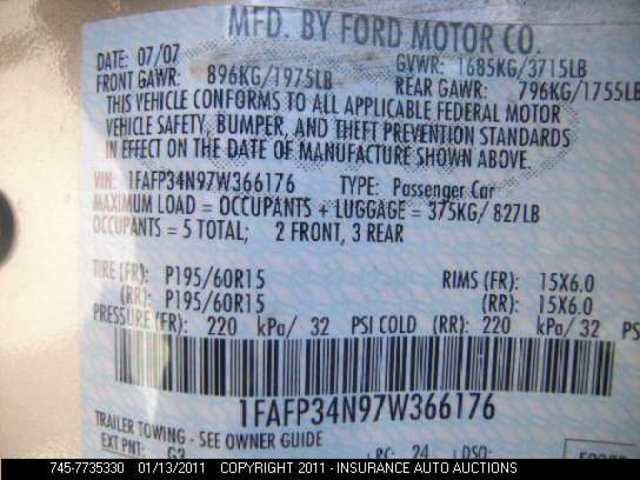 MFD. BY FORD MOTOR CO.
DATE: 07/07 GVWR: 1685KG/3715LB
FRONT GAWR: 896KG/1975LB REAR GAWR: 796KG/1755LB
THIS VEHICLE CONFORMS TO ALL APPLICABLE FEDERAL MOTOR
VEHICLE SAFETY, BUMPER, AND THEFT PREVENTION STANDARDS
IN EFFECT ON THE DATE OF MANUFACTURE SHOWN ABOVE.
VIN: 1FAFP34N97W366176 TYPE: Passenger Car
MAXIMUM LOAD = OCCUPANTS + LUGGAGE = 375KG/ 827LB
OCCUPANTS = 5 TOTAL; 2 FRONT, 3 REAR
TIRE (FR): P195/60R15 RIMS (FR): 15X6.0
(RR): P195/60R15 (RR): 15X6.0
PRESSURE (FR): 220 kPa/ 32 PSI COLD (RR): 220 kPa/ 32 PS
1FAFP34N97W366176
TRAILER TOWING - SEE OWNER GUIDE
EXT PNT: G3 RC: 24 DSO:
745-7735330 01/13/2011 COPYRIGHT 2011 - INSURANCE AUTO AUCTIONS